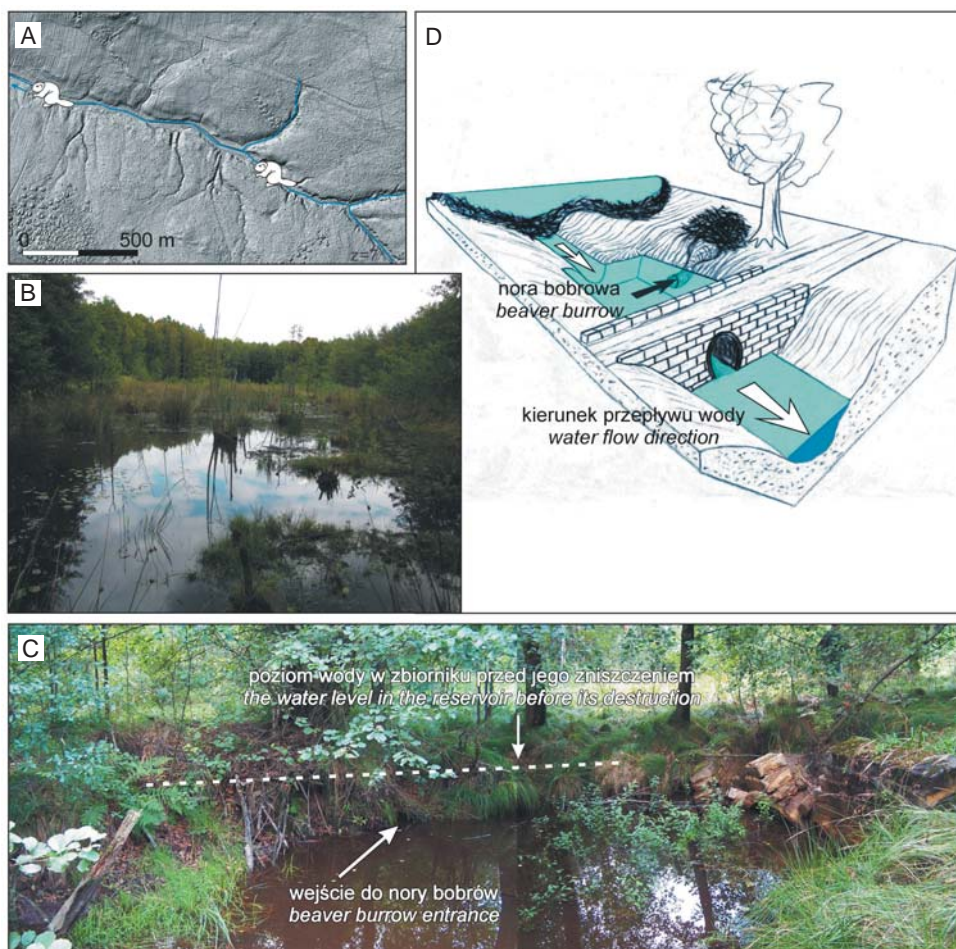 A
0
500 m
z=7
B
D
nora bobrowa
beaver burrow
kierunek przepływu wody
water flow direction
C
poziom wody w zbiorniku przed jego zniszczeniem
the water level in the reservoir before its destruction
wejście do nory bobrów
beaver burrow entrance